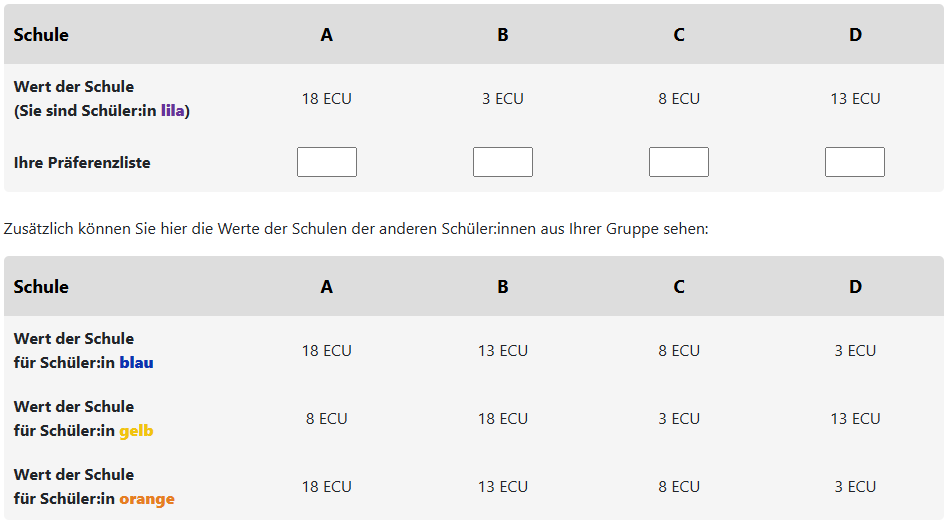 Schule A B C D
Wert der Schule
(Sie sind Schüler:in lila) 18 ECU 3 ECU 8 ECU 13 ECU
Ihre Präferenzliste
Zusätzlich können Sie hier die Werte der Schulen der anderen Schüler:innen aus Ihrer Gruppe sehen:
Schule A B C D
Wert der Schule
für Schüler:in blau 18 ECU 13 ECU 8 ECU 3 ECU
Wert der Schule
für Schüler:in gelb 8 ECU 18 ECU 3 ECU 13 ECU
Wert der Schule
für Schüler:in orange 18 ECU 13 ECU 8 ECU 3 ECU